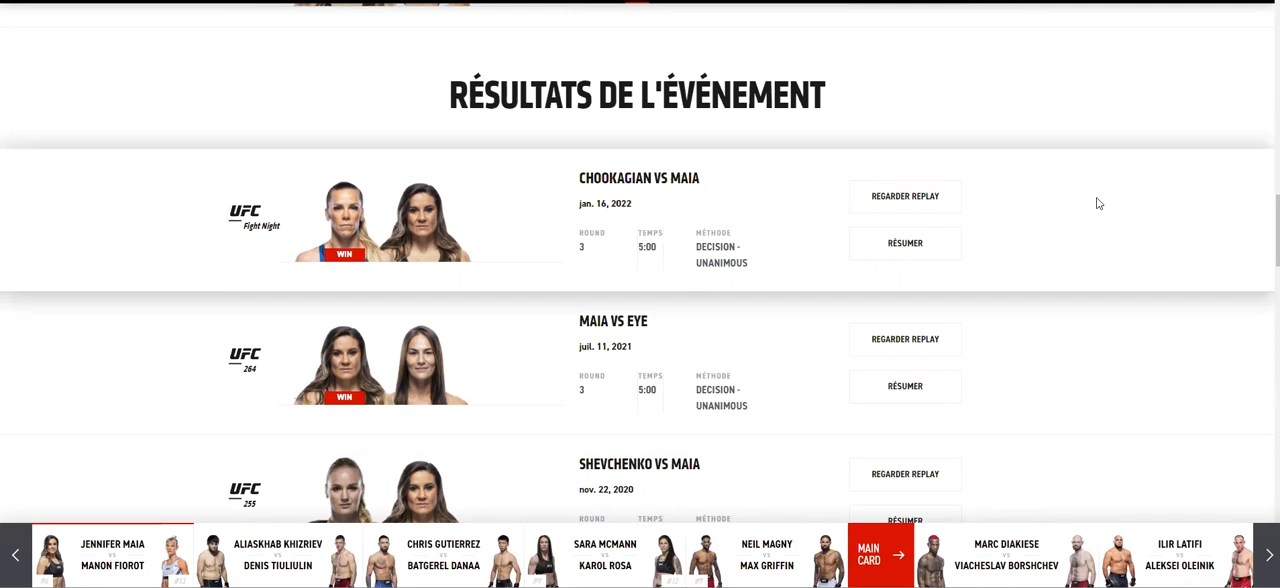 RÉSULTATS DE L'ÉVÉNEMENT
UFC
Fight Night
WIN
CHOOKAGIAN VS MAIA
jan. 16, 2022
ROUND TEMPS MÉTHODE
3 5:00 DECISION -
UNANIMOUS
REGARDER REPLAY
RÉSUMER
UFC
264
WIN
MAIA VS EYE
juil. 11, 2021
ROUND TEMPS MÉTHODE
3 5:00 DECISION -
UNANIMOUS
REGARDER REPLAY
RÉSUMER
UFC
255
SHEVCHENKO VS MAIA
nov. 22, 2020
ROUND TEMPS MÉTHODE
REGARDER REPLAY
RÉSUMER
JENNIFER MAIA
VS
MANON FIOROT
#6 #13
ALIASKHAB KHIZRIEV
VS
DENIS TIULIULIN
CHRIS GUTIERREZ
VS
BATGEREL DANAA
SARA MCMANN
VS
KAROL ROSA
#9 #12
NEIL MAGNY
VS
MAX GRIFFIN
#9
MAIN
CARD
MARC DIAKIESE
VS
VIACHESLAV BORSHCHEV
ILIR LATIFI
VS
ALEKSEI OLEINIK